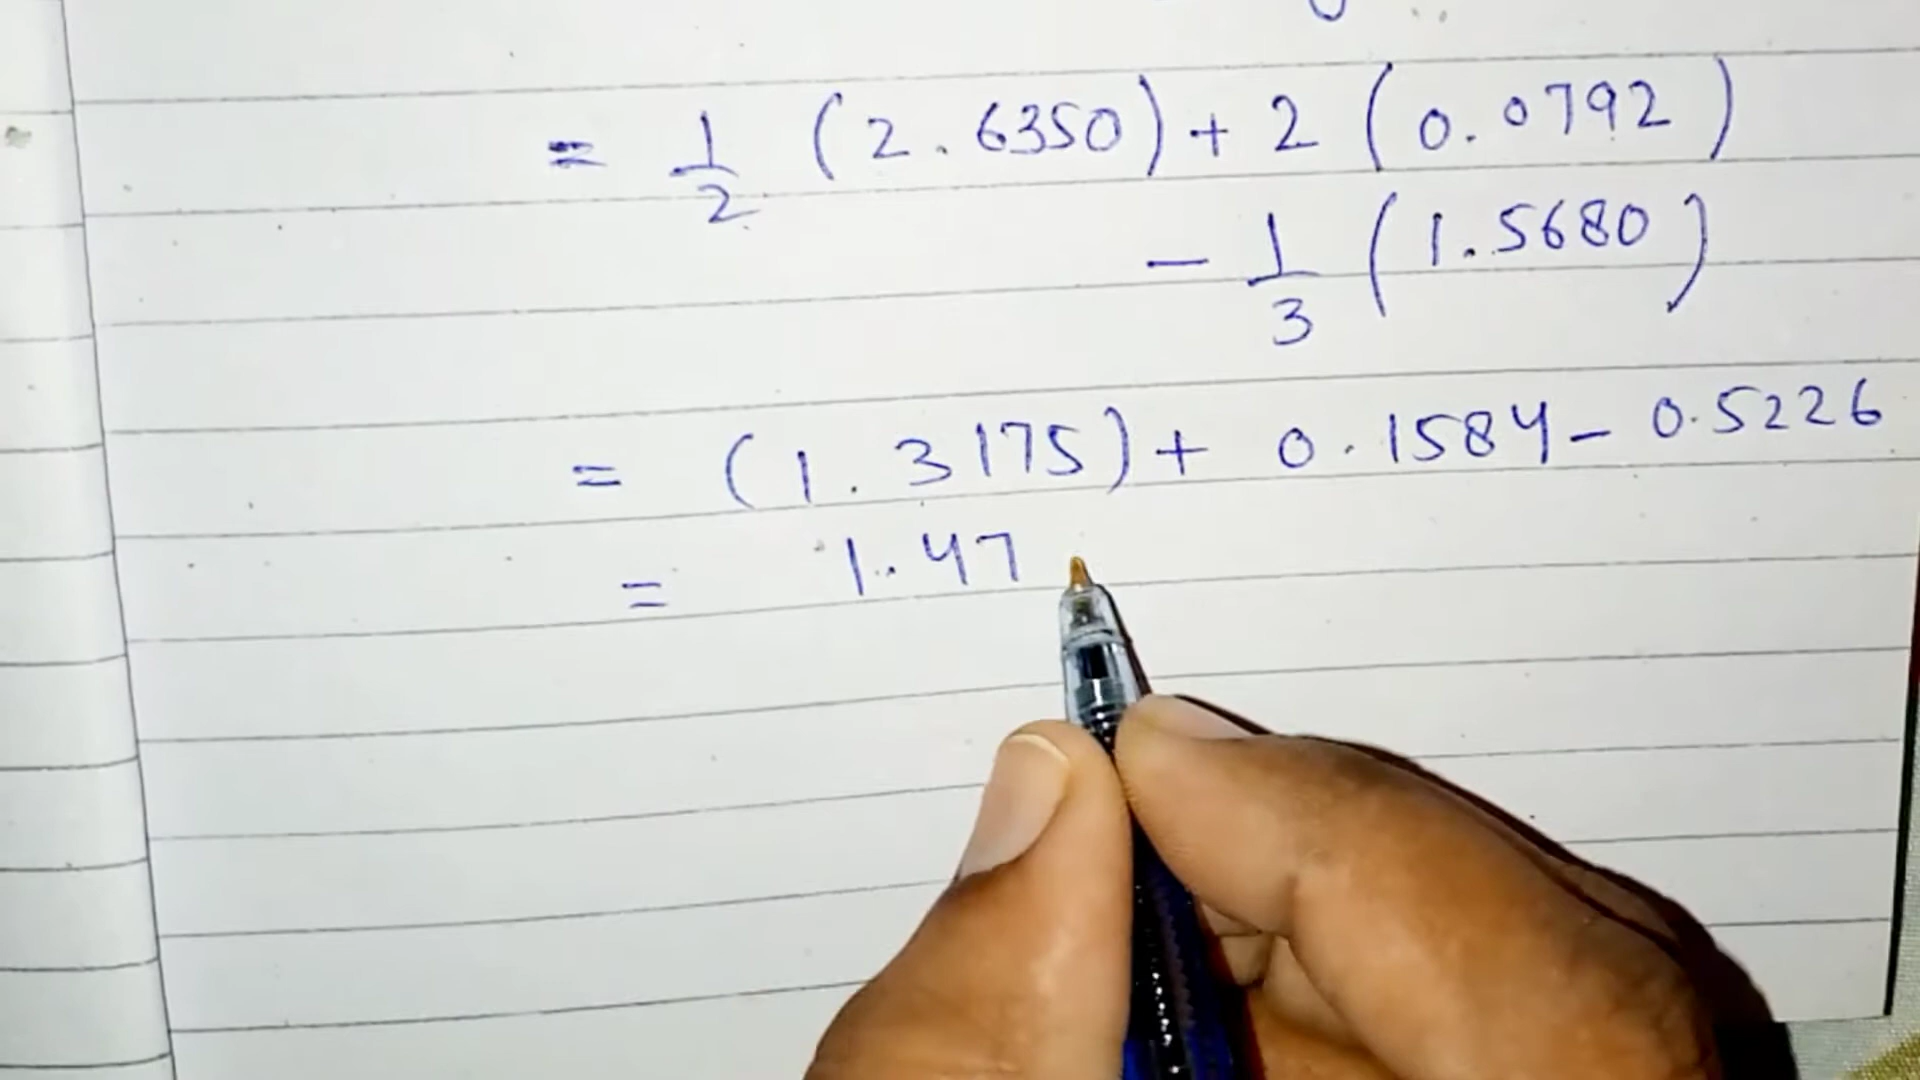 = 1/2 (2.6350) + 2 (0.0792)
- 1/3 (1.5680)
= (1.3175) + 0.1584 - 0.5226
= 1.47